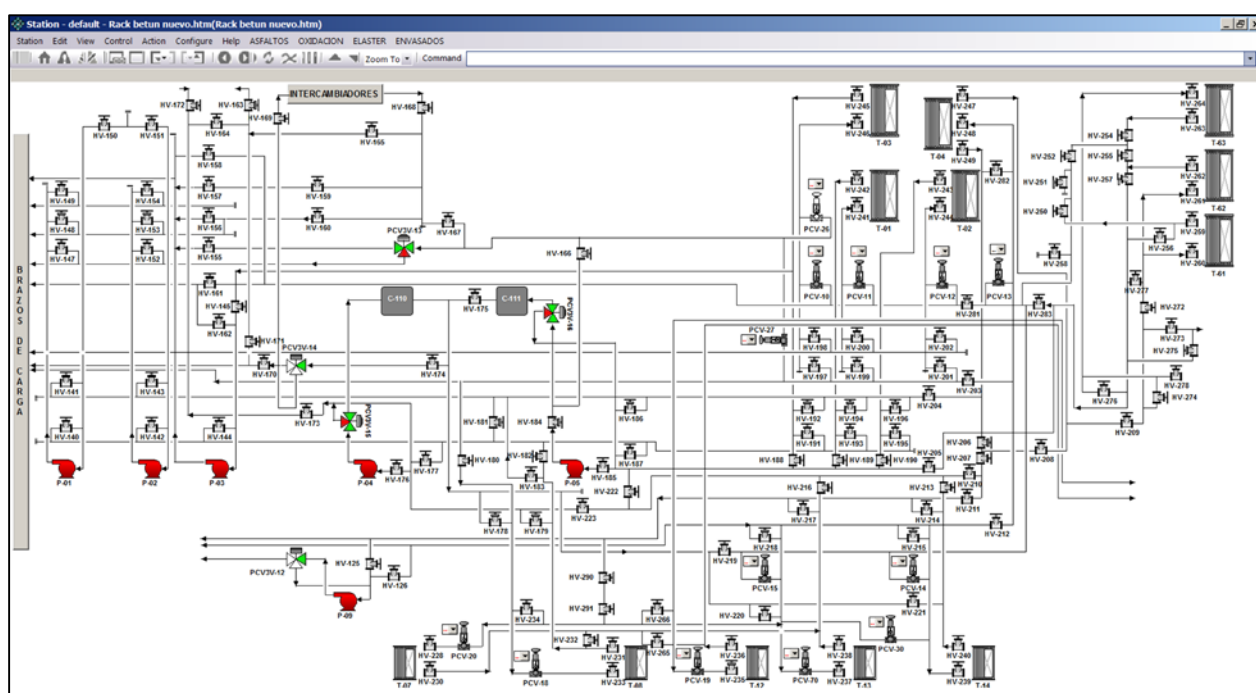 Station - default - Rack betun nuevo.htm(Rack betun nuevo.htm)
Station Edit View Control Action Configure Help ASFALTOS OXIDACION ELASTER ENVASADOS
Zoom To Command
INTERCAMBIADORES
HV-172 HV-163 HV-169 HV-168
HV-150 HV-151 HV-164 HV-165
HV-158
HV-149 HV-154 HV-157 HV-159
HV-148 HV-153 HV-156 HV-160 HV-167
PCV3V-13
HV-147 HV-152 HV-155 HV-166
HV-161
HV-145
HV-162
HV-171
C-110 HV-175 C-111 PCV3V-16
PCV3V-14
HV-170 HV-174
HV-141 HV-143
HV-173 PCV3V-15
HV-140 HV-142 HV-144
HV-181 HV-184 HV-186
HV-180 HV-182 HV-187
HV-177 HV-183
P-01 P-02 P-03 P-04 HV-176 P-05 HV-185
HV-222
HV-223
HV-178 HV-179
BRAZOS DE CARGA
HV-245 HV-247 HV-264
HV-246 HV-248 HV-263
T-03 T-04 T-63
HV-249
HV-254
HV-252 HV-255
HV-282
HV-251 HV-257 HV-262
HV-242 HV-243 HV-261
T-62
HV-241 HV-244
HV-250
PCV-26 T-01 T-02 HV-259
HV-256
HV-258 HV-260
T-61
PCV-10 PCV-11 PCV-12 PCV-13
HV-277
HV-281 HV-283 HV-272
PCV-27
HV-273
HV-198 HV-200 HV-202
HV-275
HV-197 HV-199 HV-201 HV-203
HV-278
HV-276 HV-274
HV-204
HV-192 HV-194 HV-196
HV-209
HV-191 HV-193 HV-195
HV-206
HV-188 HV-189 HV-190 HV-205 HV-207 HV-208
HV-216 HV-213 HV-210
HV-211
HV-217 HV-214
HV-212
HV-218 HV-215
HV-219
PCV-15 PCV-14
HV-221
HV-220
PCV-30
PCV3V-12 HV-125
HV-126
P-09
HV-290
HV-291
HV-234 HV-266
HV-232 HV-265
HV-228 PCV-20 HV-231 HV-236 HV-238 HV-240
HV-230 PCV-18 HV-233 PCV-19 HV-235 PCV-70 HV-237 HV-239
T-07 T-08 T-12 T-13 T-14